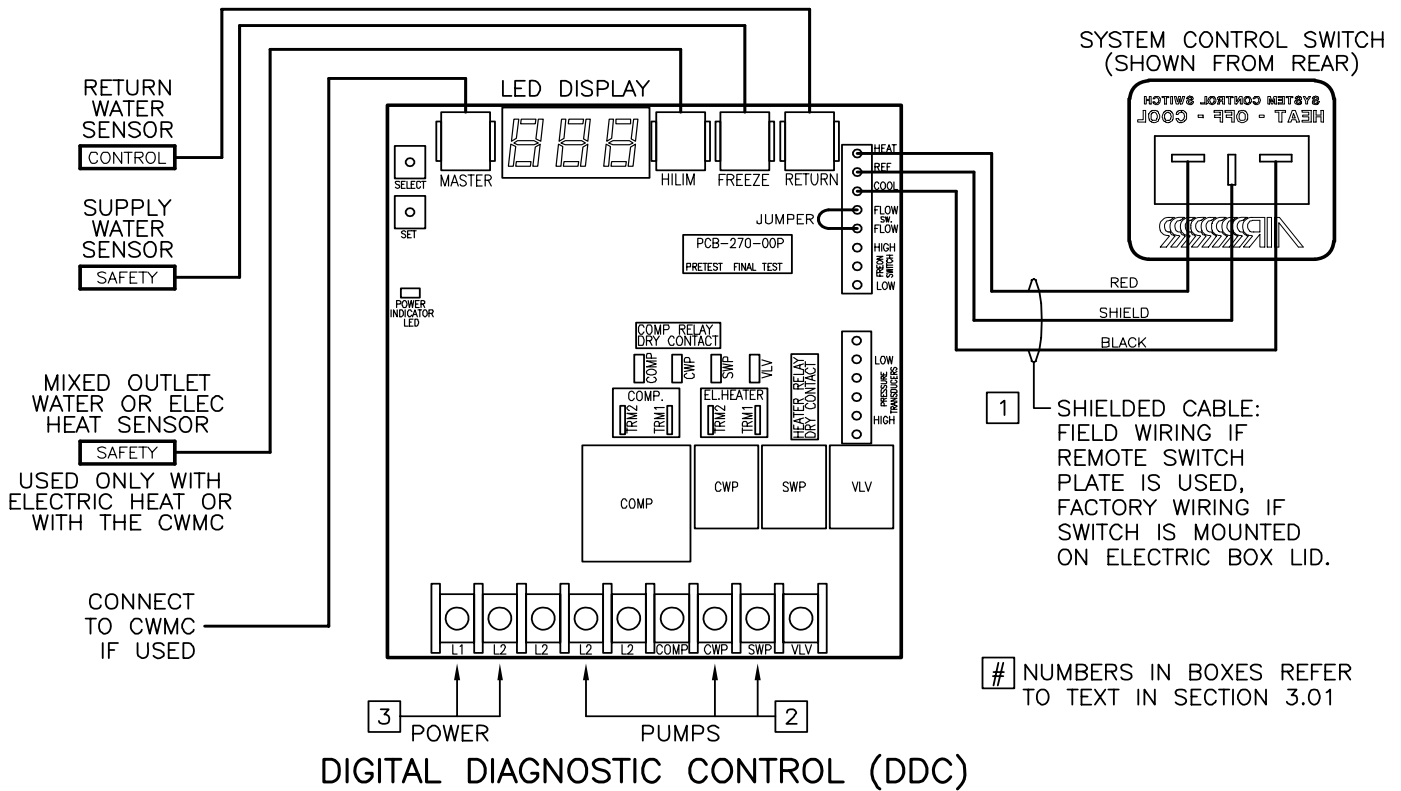 SYSTEM CONTROL SWITCH
(SHOWN FROM REAR)
SYSTEM CONTROL SWITCH
HEAT - OFF - COOL
RETURN
WATER
SENSOR
CONTROL
SUPPLY
WATER
SENSOR
SAFETY
MIXED OUTLET
WATER OR ELEC
HEAT SENSOR
SAFETY
USED ONLY WITH
ELECTRIC HEAT OR
WITH THE CWMC
CONNECT
TO CWMC
IF USED
LED DISPLAY
888
MASTER
HILIM
FREEZE
RETURN
SELECT
SET
POWER
INDICATOR
LED
HEAT
REF
COOL
FLOW
SW.
FLOW
HIGH
FREON
SWITCH
LOW
JUMPER
PCB-270-00P
PRETEST FINAL TEST
COMP RELAY
DRY CONTACT
COMP
CWP
SWP
VLV
COMP.
TRM2
TRM1
EL.HEATER
TRM2
TRM1
HEATER RELAY
DRY CONTACT
LOW
PRESSURE
TRANSDUCERS
HIGH
COMP
CWP
SWP
VLV
L1
L2
L2
L2
L2
COMP
CWP
SWP
VLV
3
POWER
PUMPS
2
RED
SHIELD
BLACK
1
SHIELDED CABLE:
FIELD WIRING IF
REMOTE SWITCH
PLATE IS USED,
FACTORY WIRING IF
SWITCH IS MOUNTED
ON ELECTRIC BOX LID.
# NUMBERS IN BOXES REFER
TO TEXT IN SECTION 3.01
DIGITAL DIAGNOSTIC CONTROL (DDC)